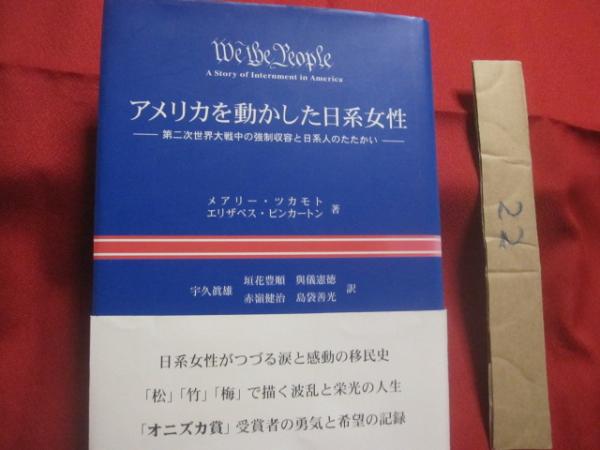 We the People
A Story of Internment in America
アメリカを動かした日系女性
第二次世界大戦中の強制収容と日系人のたたかい
メアリー・ツカモト
エリザベス・ピンカートン 著
宇久眞雄 垣花豊順 與儀憲徳
赤嶺健治 島袋善光 訳
日系女性がつづる涙と感動の移民史
「松」「竹」「梅」で描く波乱と栄光の人生
「オニズカ賞」受賞者の勇気と希望の記録
22